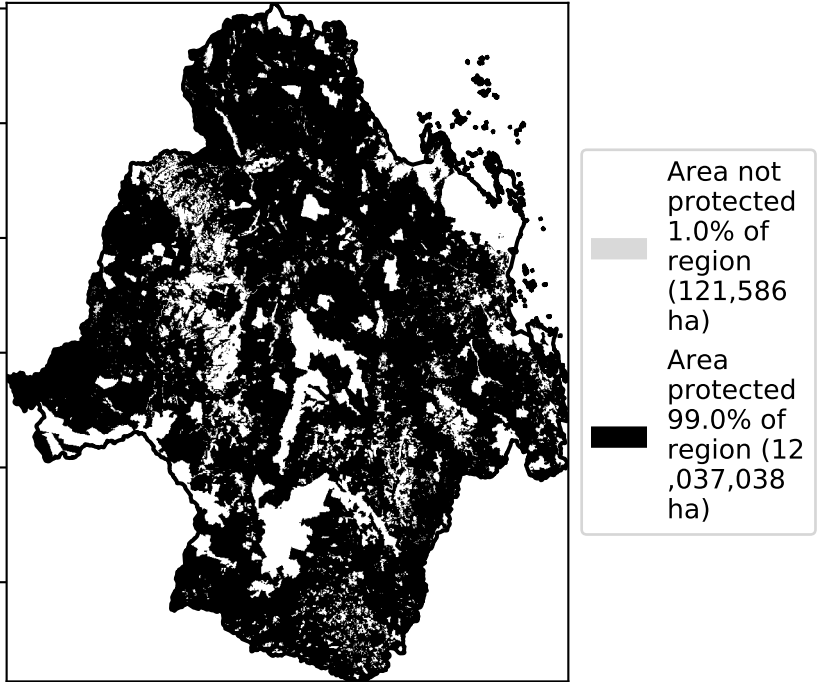 Area not
protected
1.0% of
region
(121,586
ha)
Area
protected
99.0% of
region (12
,037,038
ha)